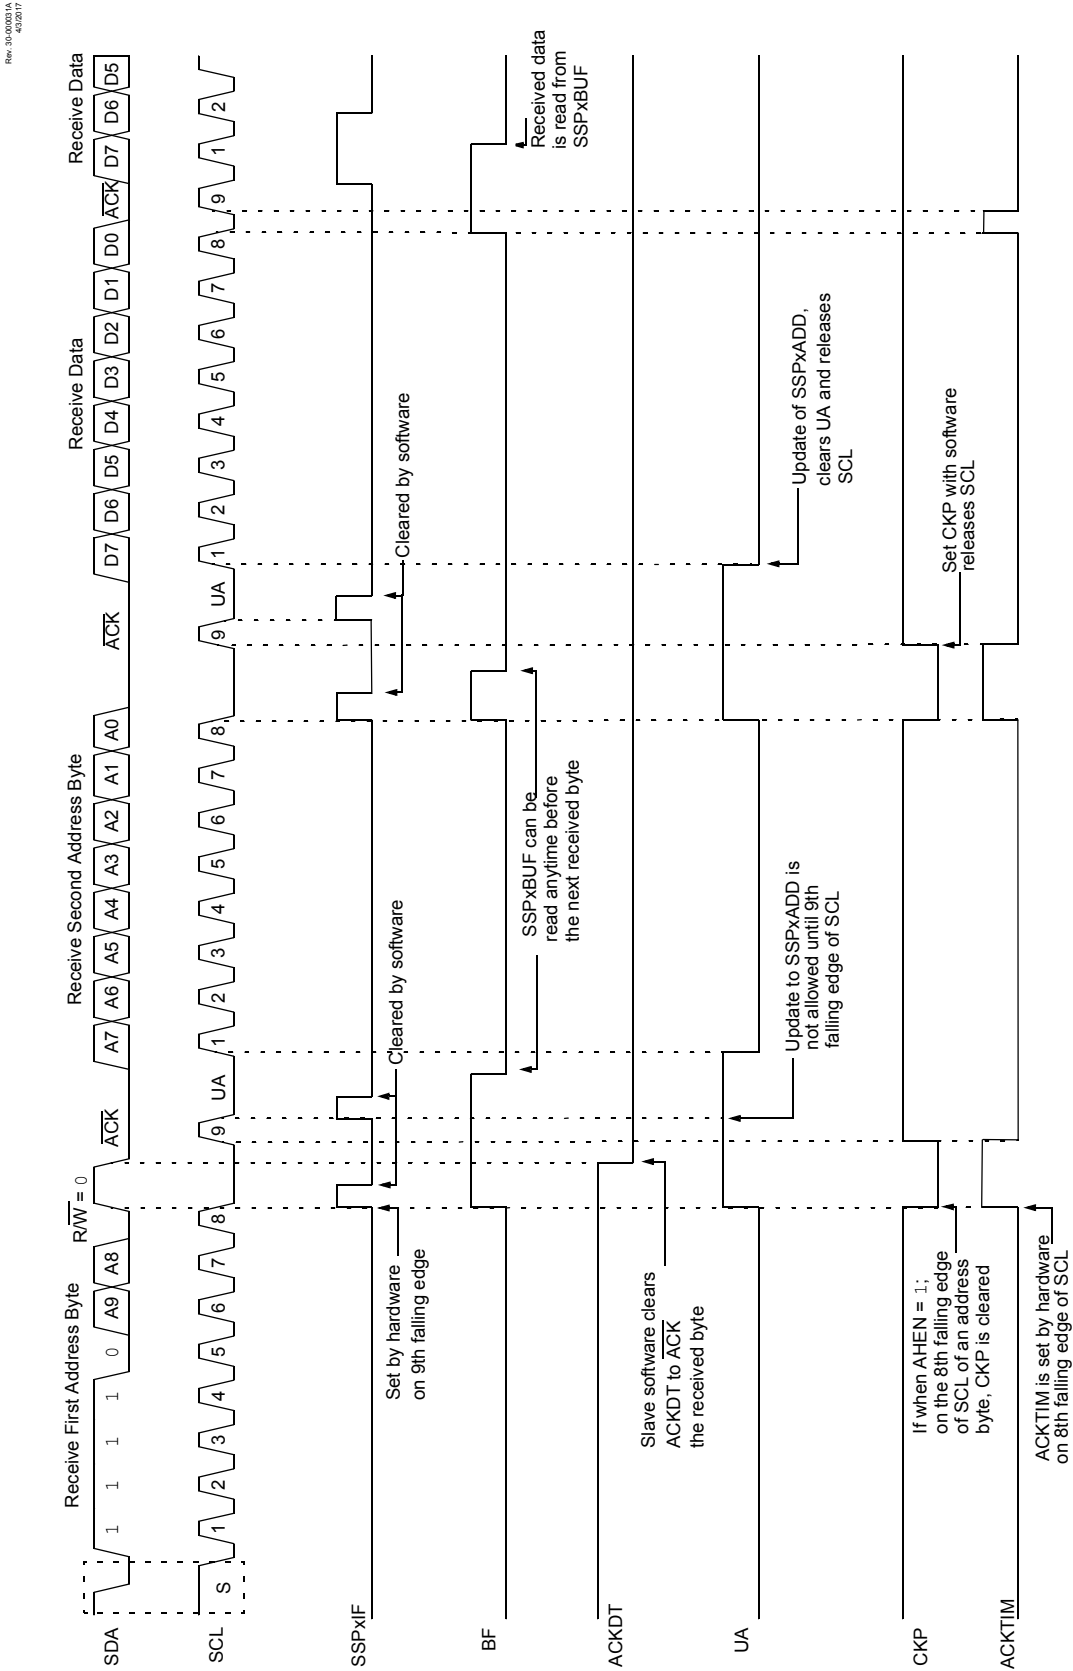 Rev. 30-000031A
4/3/2017
Receive First Address Byte
R/W = 0
Receive Second Address Byte
Receive Data
Receive Data
SDA
1 1 1 1 0 A9 A8
ACK
A7 A6 A5 A4 A3 A2 A1 A0
ACK
D7 D6 D5 D4 D3 D2 D1 D0
ACK
D7 D6 D5
SCL
S
1 2 3 4 5 6 7 8 9 UA 1 2 3 4 5 6 7 8 9 UA 1 2 3 4 5 6 7 8 9 1 2
SSPxIF
Set by hardware
on 9th falling edge
Cleared by software
Cleared by software
BF
SSPxBUF can be
read anytime before
the next received byte
Received data
is read from
SSPxBUF
ACKDT
Slave software clears
ACKDT to ACK
the received byte
UA
Update to SSPxADD is
not allowed until 9th
falling edge of SCL
Update of SSPxADD,
clears UA and releases
SCL
CKP
If when AHEN = 1;
on the 8th falling edge
of SCL of an address
byte, CKP is cleared
Set CKP with software
releases SCL
ACKTIM
ACKTIM is set by hardware
on 8th falling edge of SCL